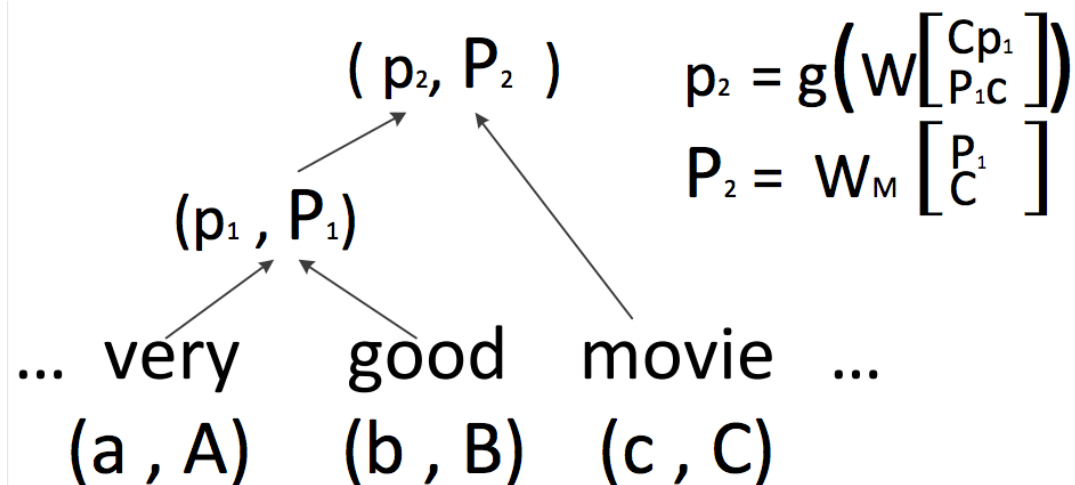 ( p₂, P₂ )
p₂ = g(W[Cp₁ P₁c])
P₂ = W_M [P₁ C]
(p₁ , P₁)
... very good movie ...
(a , A) (b , B) (c , C)